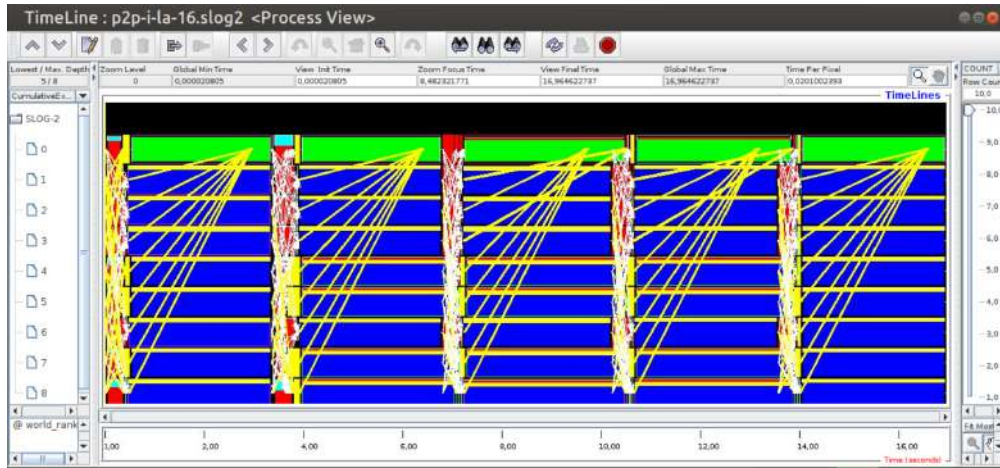 TimeLine : p2p-i-la-16.slog2 <Process View>
Lowest / Max. Depth
Zoom Level
Global Min Time
View Init Time
Zoom Focus Time
View Final Time
Global Max Time
Time Per Pixel
COUNT
5 / 8
0
0,000020805
0,000020805
8,482321771
16,964622737
16,964622737
0,0201002393
Row Coun
CumulativeEx...
TimeLines
10,0
SLOG-2
10,
0
9,0
1
8,0
2
7,0
3
6,0
4
5,0
5
4,0
6
3,0
7
2,0
8
1,0
@ world_rank
1,00
2,00
4,00
6,00
8,00
10,00
12,00
14,00
16,00
Time (seconds)
Fit Most